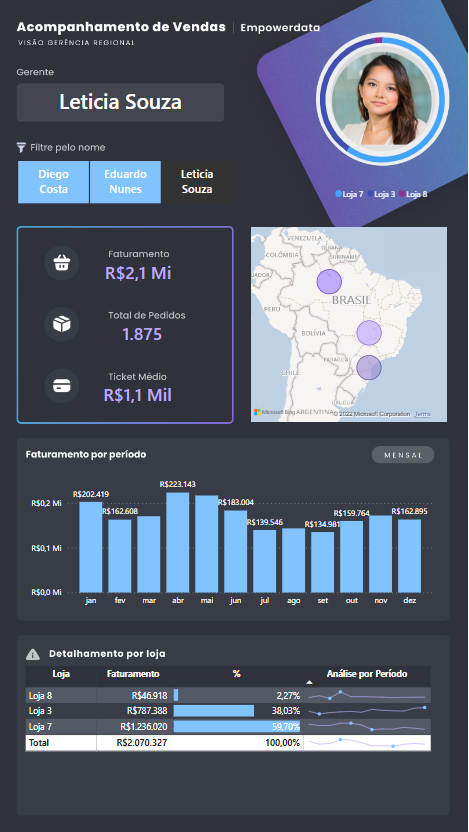 Acompanhamento de Vendas | Empowerdata
VISÃO GERÊNCIA REGIONAL
Gerente
Leticia Souza
Filtre pelo nome
Diego Costa
Eduardo Nunes
Leticia Souza
Loja 7 Loja 3 Loja 8
Faturamento
R$2,1 Mi
Total de Pedidos
1.875
Ticket Médio
R$1,1 Mil
VENEZUELA
GUIANA
SURINAME
COLÔMBIA
BRASIL
PERU
BOLÍVIA
PARAGUAI
CHILE
URUGUAI
ARGENTINA
Microsoft Bing
© 2022 Microsoft Corporation Terms
Faturamento por período
MENSAL
R$0,2 Mi
R$0,1 Mi
R$0,0 Mi
R$202.419
R$162.608
R$223.143
R$183.004
R$139.546
R$134.981
R$159.764
R$162.895
jan fev mar abr mai jun jul ago set out nov dez
Detalhamento por loja
Loja Faturamento % Análise por Período
Loja 8 R$46.918 2,27%
Loja 3 R$787.388 38,03%
Loja 7 R$1.236.020 59,70%
Total R$2.070.327 100,00%